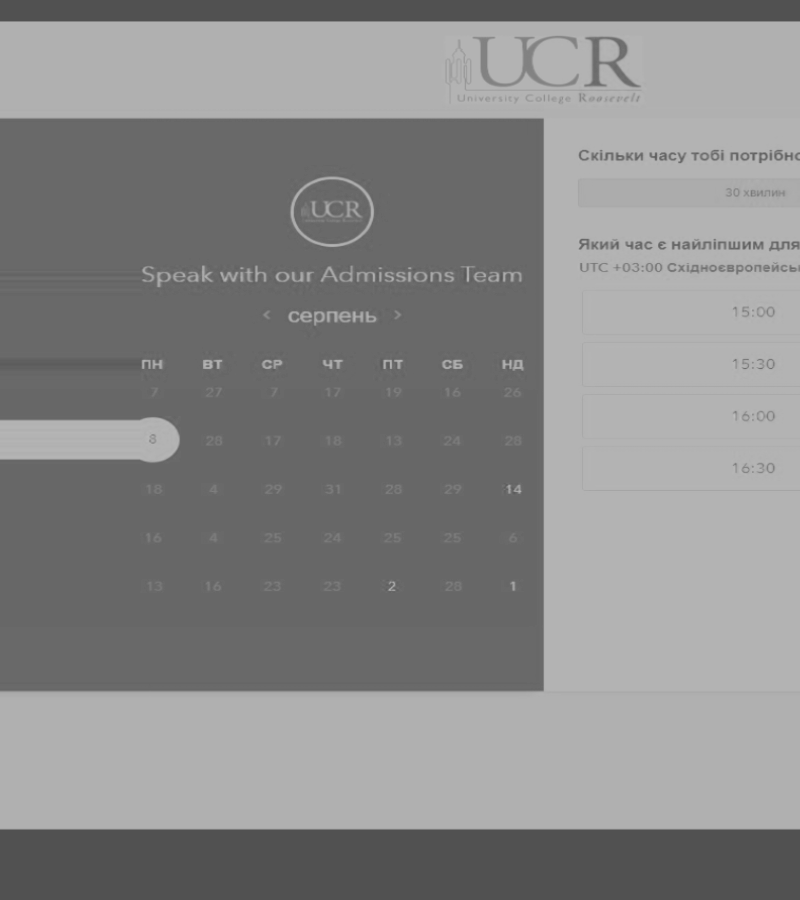 UCR
University College Roosevelt
UCR
Speak with our Admissions Team
< серпень >
ПН ВТ СР ЧТ ПТ СБ НД
7 27 7 17 19 16 26
8 28 17 18 13 24 28
18 4 29 31 28 29 14
16 4 25 24 25 25 6
13 16 23 23 2 28 1
Скільки часу тобі потрібно
30 хвилин
Який час є найліпшим для
UTC +03:00 Східноєвропейсь
15:00
15:30
16:00
16:30